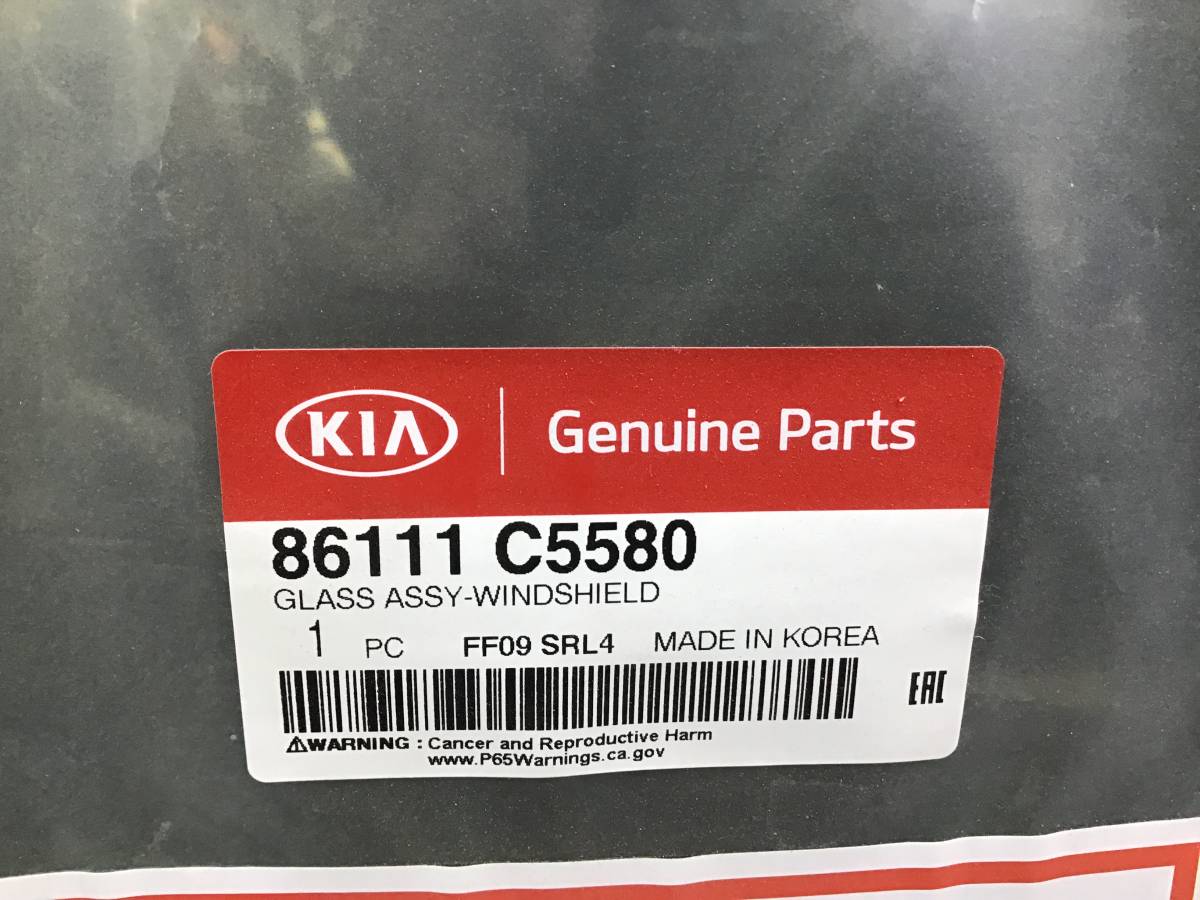 KIA Genuine Parts
86111 C5580
GLASS ASSY-WINDSHIELD
1 PC FF09 SRL4 MADE IN KOREA
EAC
⚠WARNING : Cancer and Reproductive Harm
www.P65Warnings.ca.gov